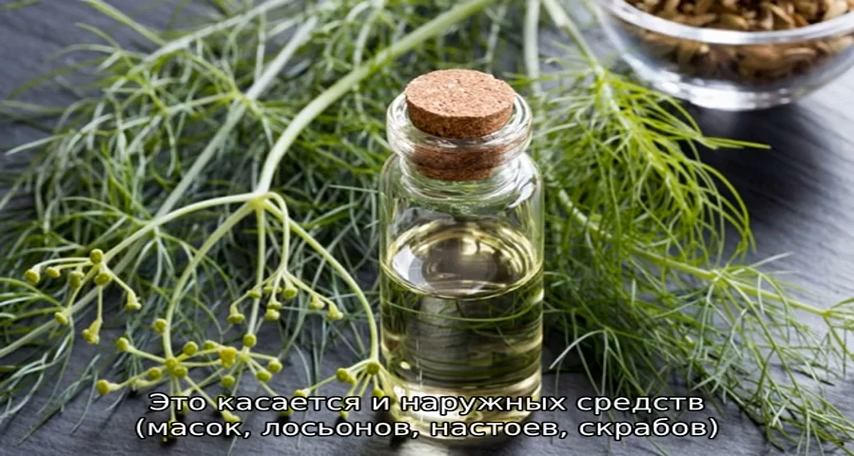 Это касается и наружных средств
(масок, лосьонов, настоев, скрабов)